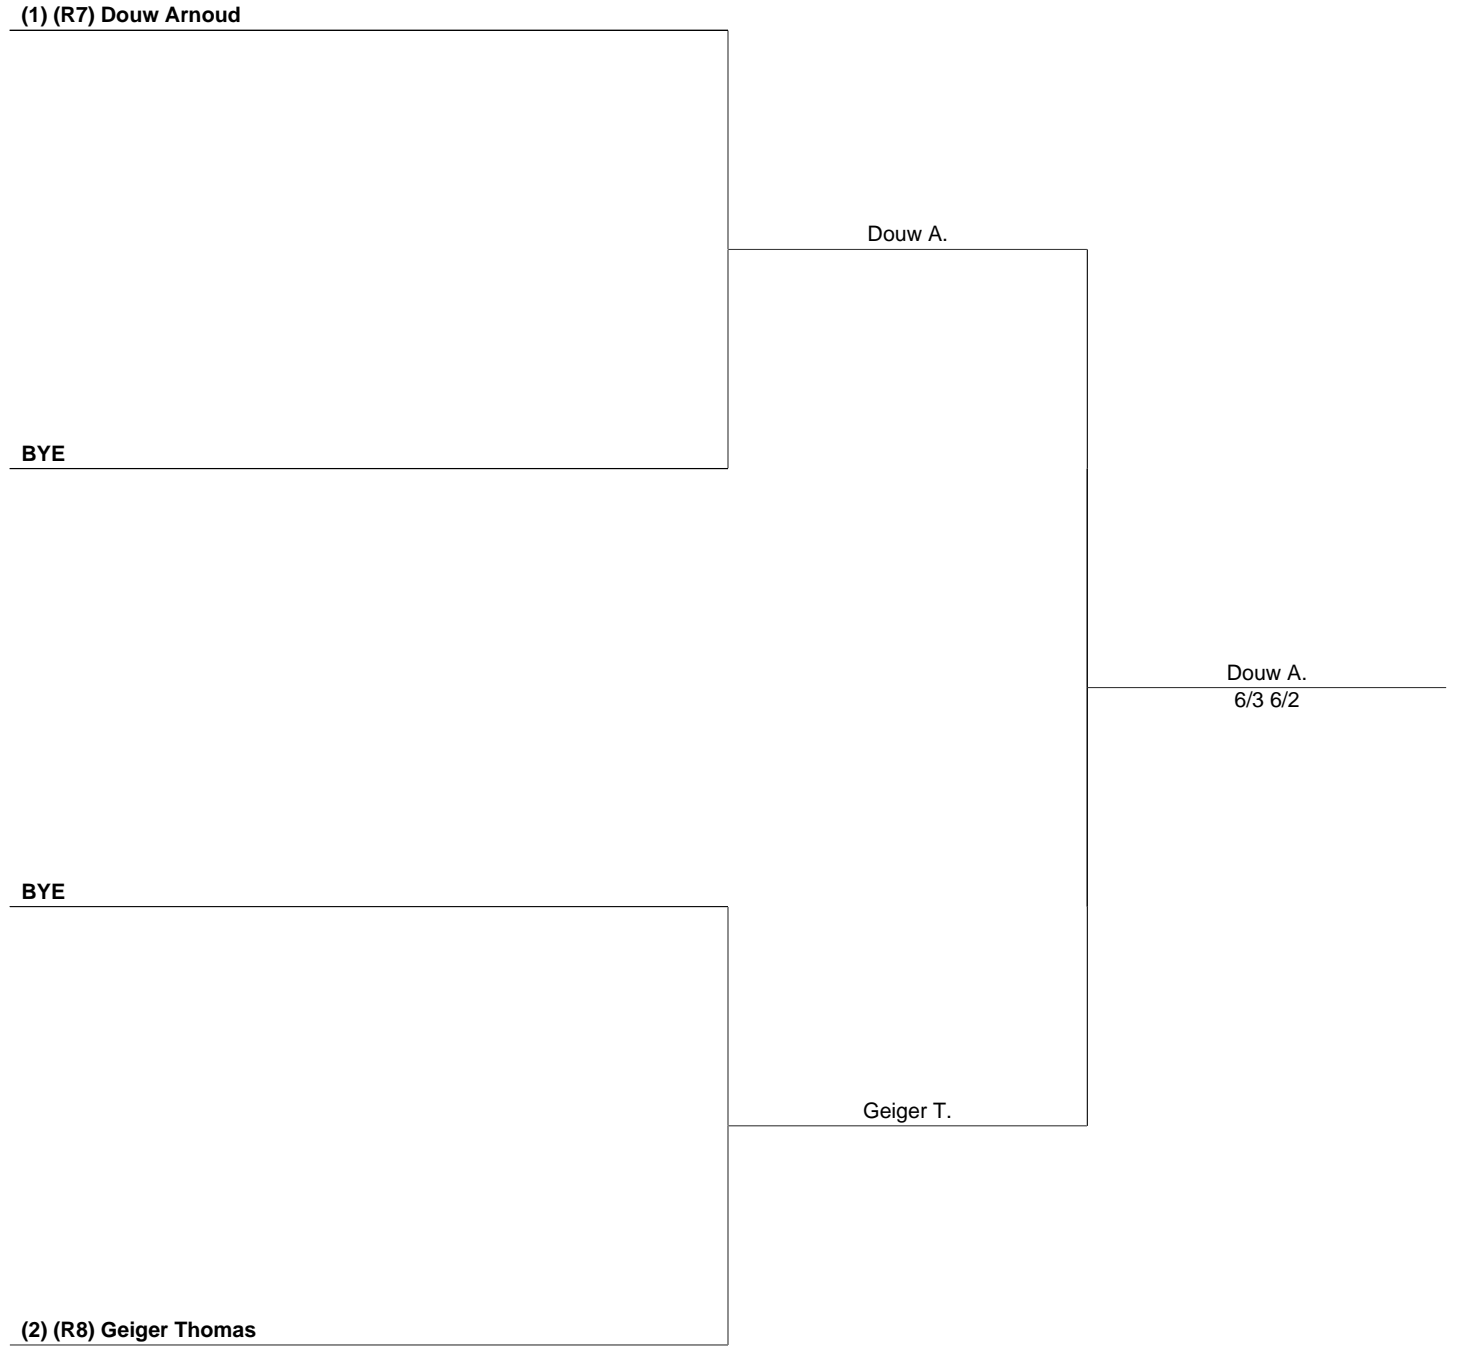 (1) (R7) Douw Arnoud
Douw A.
BYE
Douw A.
6/3 6/2
BYE
Geiger T.
(2) (R8) Geiger Thomas